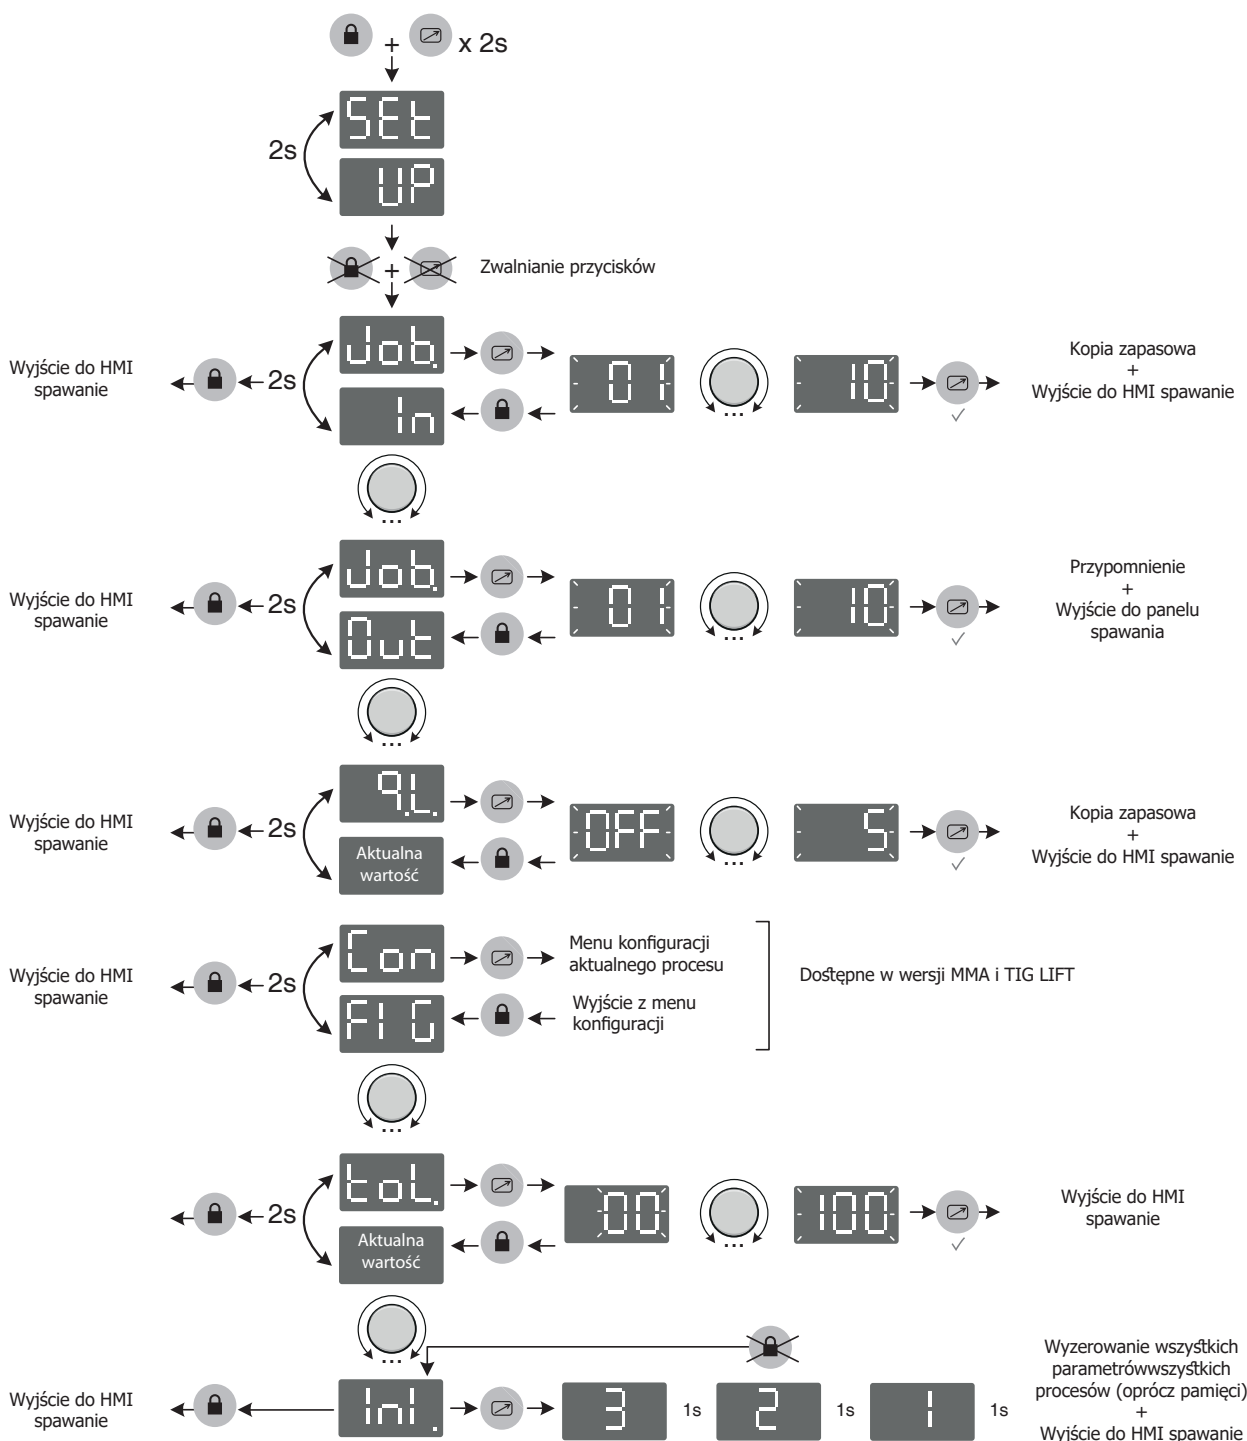 + x 2s
SEt
2s
UP
+ Zwalnianie przycisków
Job.
Wyjście do HMI
spawanie
2s
In
01
...
10
Kopia zapasowa
+
Wyjście do HMI spawanie
...
Job.
Wyjście do HMI
spawanie
2s
Out
01
...
10
Przypomnienie
+
Wyjście do panelu
spawania
...
q.L.
Wyjście do HMI
spawanie
2s
Aktualna
wartość
OFF
...
5
Kopia zapasowa
+
Wyjście do HMI spawanie
Con
Wyjście do HMI
spawanie
2s
FIG
Menu konfiguracji
aktualnego procesu
Wyjście z menu
konfiguracji
Dostępne w wersji MMA i TIG LIFT
...
toL.
2s
Aktualna
wartość
00
...
100
Wyjście do HMI
spawanie
...
Wyjście do HMI
spawanie
InI.
3
1s
2
1s
1
1s
Wyzerowanie wszystkich
parametrówwszystkich
procesów (oprócz pamięci)
+
Wyjście do HMI spawanie